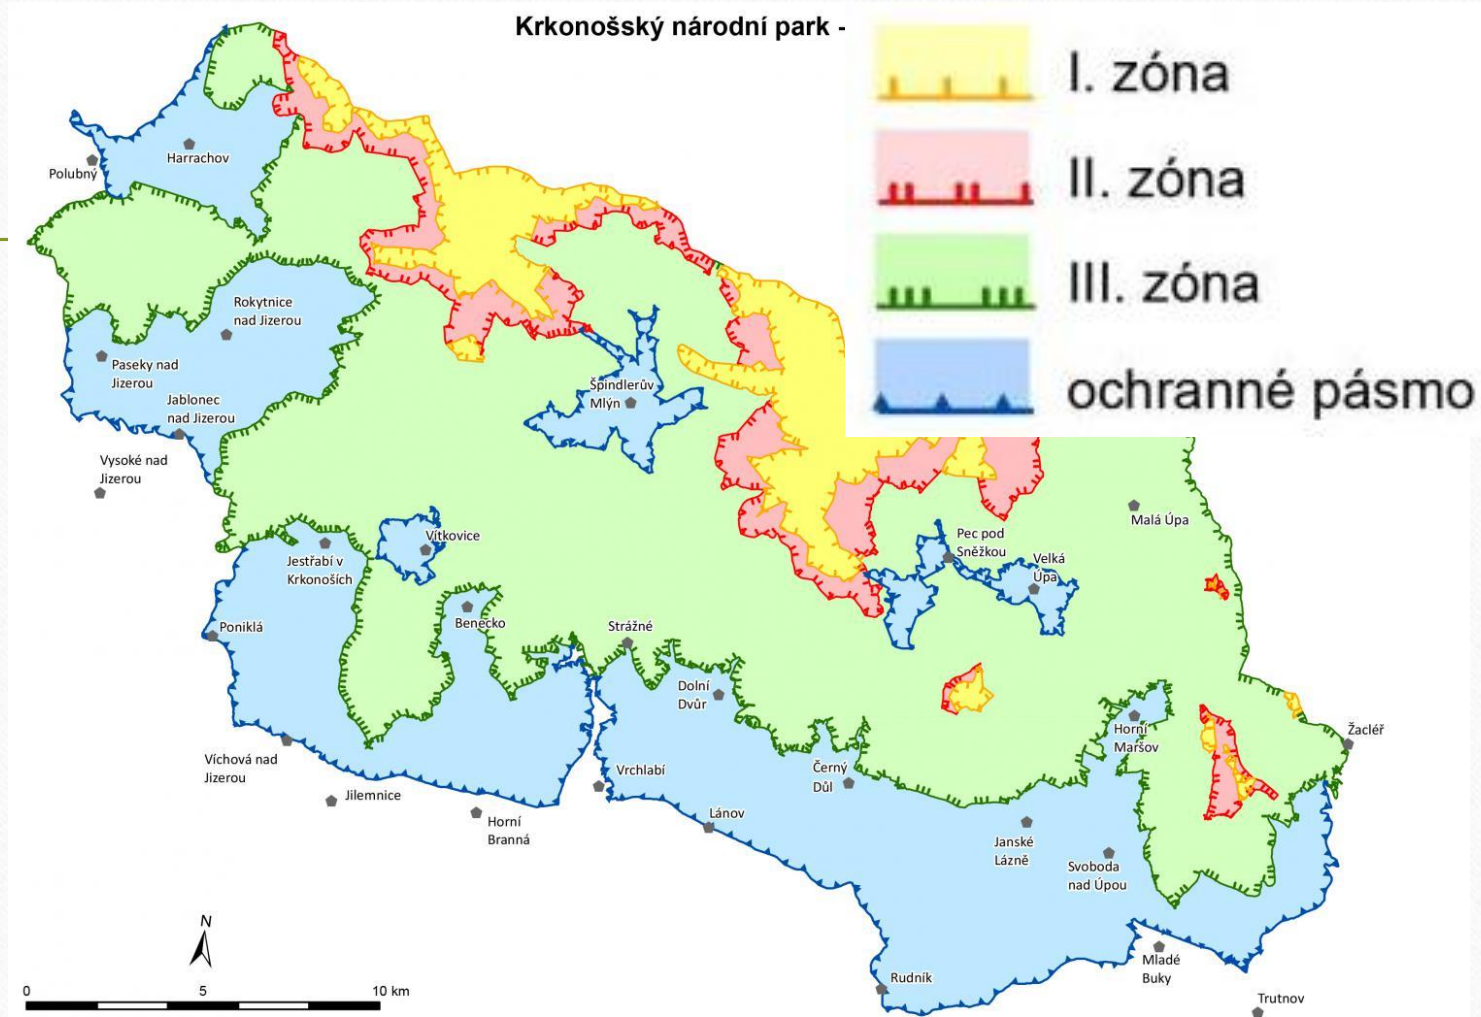 Krkonošský národní park -
I. zóna
II. zóna
III. zóna
ochranné pásmo
Harrachov
Polubný
Rokytnice
nad Jizerou
Paseky nad
Jizerou
Jablonec
nad Jizerou
Špindlerův
Mlýn
Vysoké nad
Jizerou
Malá Úpa
Vítkovice
Pec pod
Sněžkou
Jestřabí v
Krkonoších
Velká
Úpa
Poniklá
Benecko
Strážné
Dolní
Dvůr
Horní
Maršov
Žacléř
Víchová nad
Jizerou
Vrchlabí
Černý
Důl
Jilemnice
Horní
Branná
Lánov
Janské
Lázně
Svoboda
nad Úpou
N
Mladé
Buky
Rudník
0 5 10 km
Trutnov